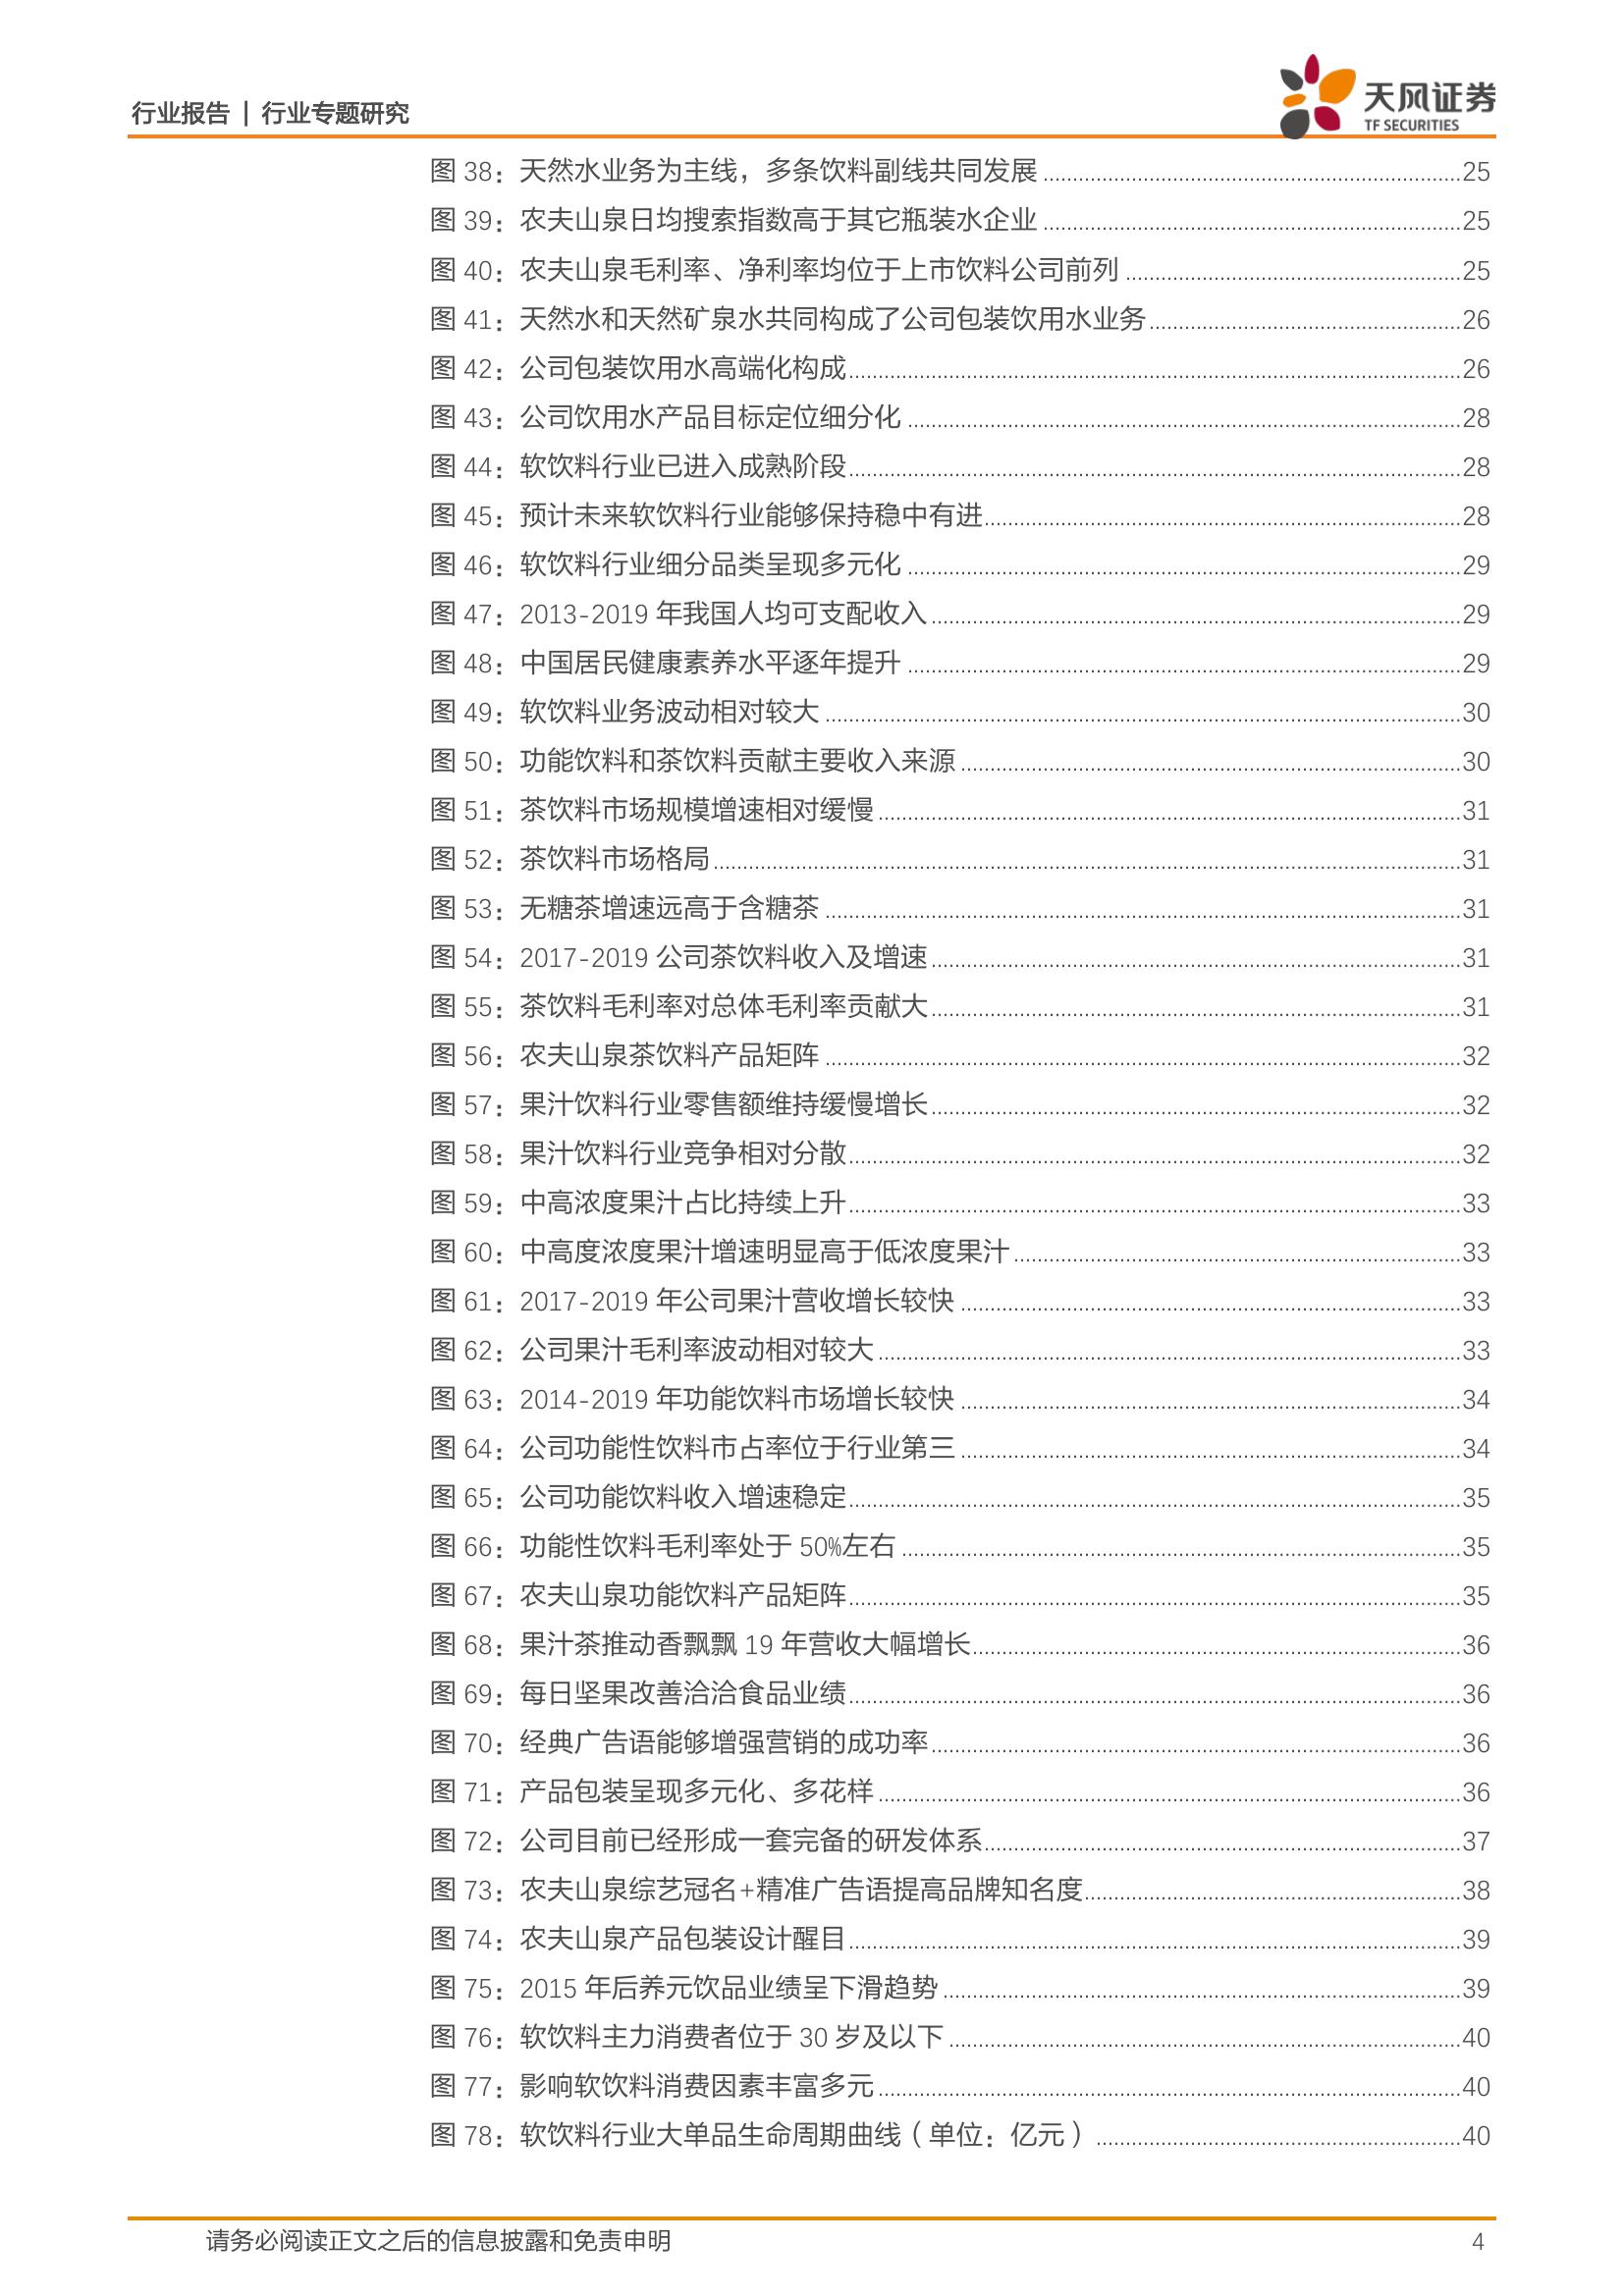 行业报告 | 行业专题研究
天风证券
TF SECURITIES
图 38：天然水业务为主线，多条饮料副线共同发展 25
图 39：农夫山泉日均搜索指数高于其它瓶装水企业 25
图 40：农夫山泉毛利率、净利率均位于上市饮料公司前列 25
图 41：天然水和天然矿泉水共同构成了公司包装饮用水业务 26
图 42：公司包装饮用水高端化构成 26
图 43：公司饮用水产品目标定位细分化 28
图 44：软饮料行业已进入成熟阶段 28
图 45：预计未来软饮料行业能够保持稳中有进 28
图 46：软饮料行业细分品类呈现多元化 29
图 47：2013-2019 年我国人均可支配收入 29
图 48：中国居民健康素养水平逐年提升 29
图 49：软饮料业务波动相对较大 30
图 50：功能饮料和茶饮料贡献主要收入来源 30
图 51：茶饮料市场规模增速相对缓慢 31
图 52：茶饮料市场格局 31
图 53：无糖茶增速远高于含糖茶 31
图 54：2017-2019 公司茶饮料收入及增速 31
图 55：茶饮料毛利率对总体毛利率贡献大 31
图 56：农夫山泉茶饮料产品矩阵 32
图 57：果汁饮料行业零售额维持缓慢增长 32
图 58：果汁饮料行业竞争相对分散 32
图 59：中高浓度果汁占比持续上升 33
图 60：中高度浓度果汁增速明显高于低浓度果汁 33
图 61：2017-2019 年公司果汁营收增长较快 33
图 62：公司果汁毛利率波动相对较大 33
图 63：2014-2019 年功能饮料市场增长较快 34
图 64：公司功能性饮料市占率位于行业第三 34
图 65：公司功能饮料收入增速稳定 35
图 66：功能性饮料毛利率处于 50%左右 35
图 67：农夫山泉功能饮料产品矩阵 35
图 68：果汁茶推动香飘飘 19 年营收大幅增长 36
图 69：每日坚果改善洽洽食品业绩 36
图 70：经典广告语能够增强营销的成功率 36
图 71：产品包装呈现多元化、多花样 36
图 72：公司目前已经形成一套完备的研发体系 37
图 73：农夫山泉综艺冠名+精准广告语提高品牌知名度 38
图 74：农夫山泉产品包装设计醒目 39
图 75：2015 年后养元饮品业绩呈下滑趋势 39
图 76：软饮料主力消费者位于 30 岁及以下 40
图 77：影响软饮料消费因素丰富多元 40
图 78：软饮料行业大单品生命周期曲线（单位：亿元） 40
请务必阅读正文之后的信息披露和免责申明 4